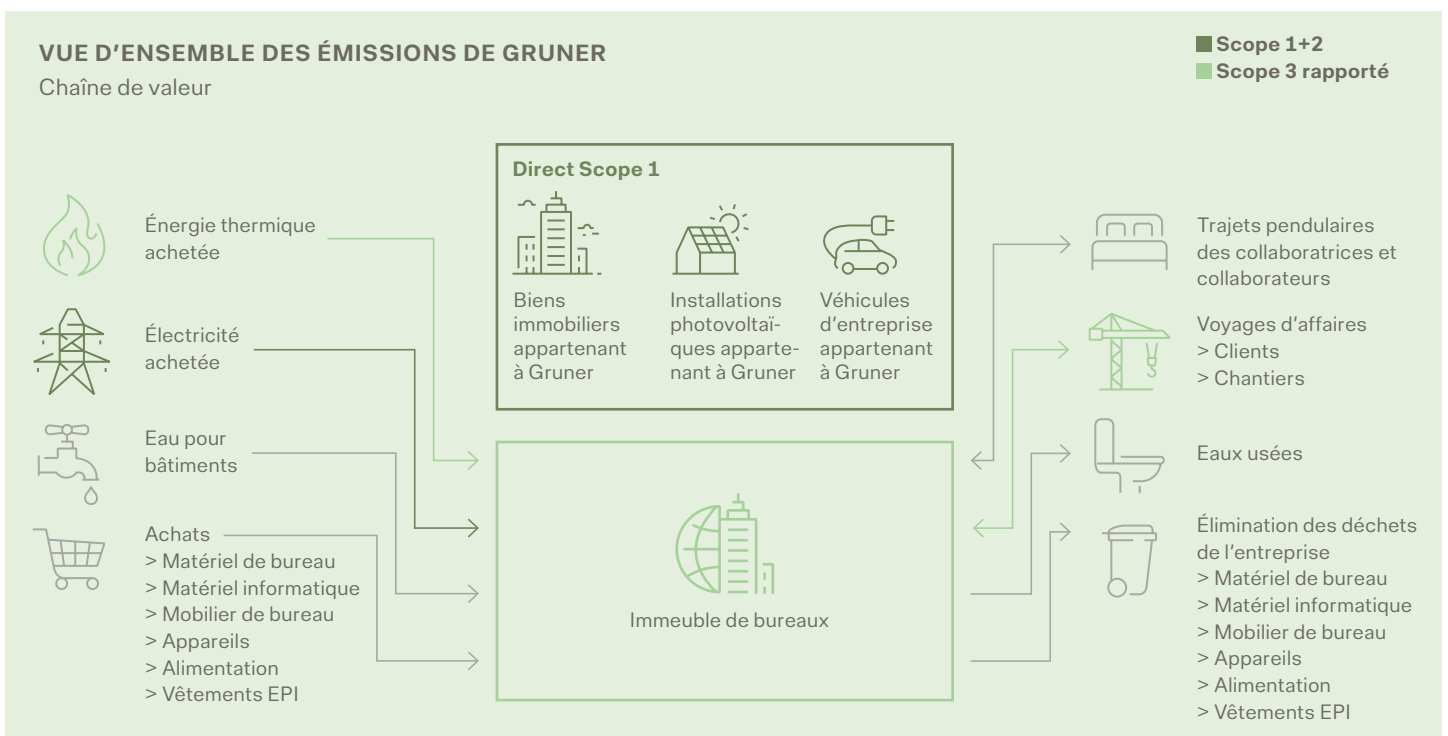 VUE D'ENSEMBLE DES ÉMISSIONS DE GRUNER
Chaîne de valeur
Scope 1+2
Scope 3 rapporté
Énergie thermique
achetée
Électricité
achetée
Eau pour
bâtiments
Achats
> Matériel de bureau
> Matériel informatique
> Mobilier de bureau
> Appareils
> Alimentation
> Vêtements EPI
Direct Scope 1
Biens
immobiliers
appartenant
à Gruner
Installations
photovoltaï-
ques apparte-
nant à Gruner
Véhicules
d'entreprise
appartenant
à Gruner
Immeuble de bureaux
Trajets pendulaires
des collaboratrices et
collaborateurs
Voyages d'affaires
> Clients
> Chantiers
Eaux usées
Élimination des déchets
de l'entreprise
> Matériel de bureau
> Matériel informatique
> Mobilier de bureau
> Appareils
> Alimentation
> Vêtements EPI